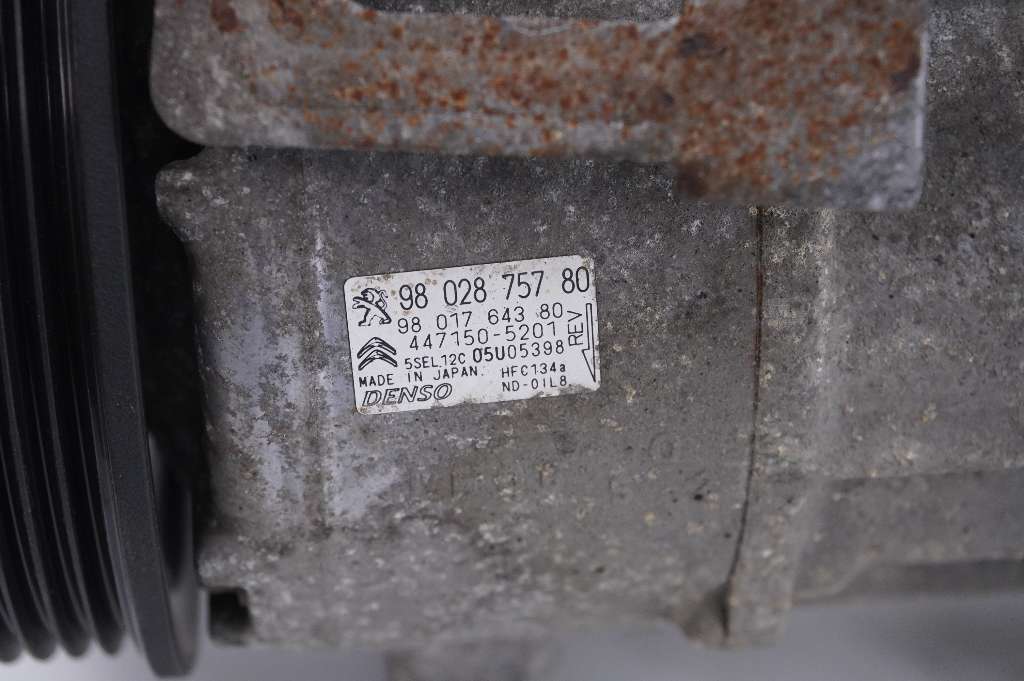 98 028 757 80
98 017 643 80
447150-5201
5SEL12C 05U05398
REV
MADE IN JAPAN. HFC134a
DENSO ND-OIL8